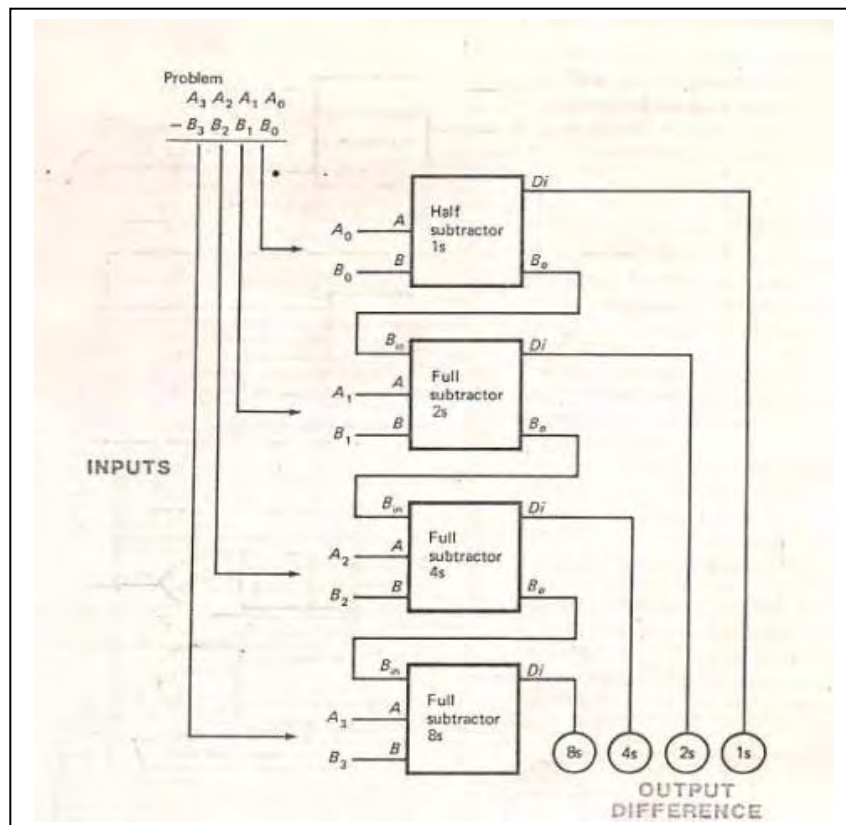 Problem
A₃ A₂ A₁ A₀
– B₃ B₂ B₁ B₀
Di
Half
subtractor
1s
A₀ A
B₀ B
Bₒ
Bᵢₙ
Di
Full
subtractor
2s
A₁ A
B₁ B
Bₒ
INPUTS
Bᵢₙ
Di
Full
subtractor
4s
A₂ A
B₂ B
Bₒ
Bᵢₙ
Di
Full
subtractor
8s
A₃ A
B₃ B
8s 4s 2s 1s
OUTPUT
DIFFERENCE